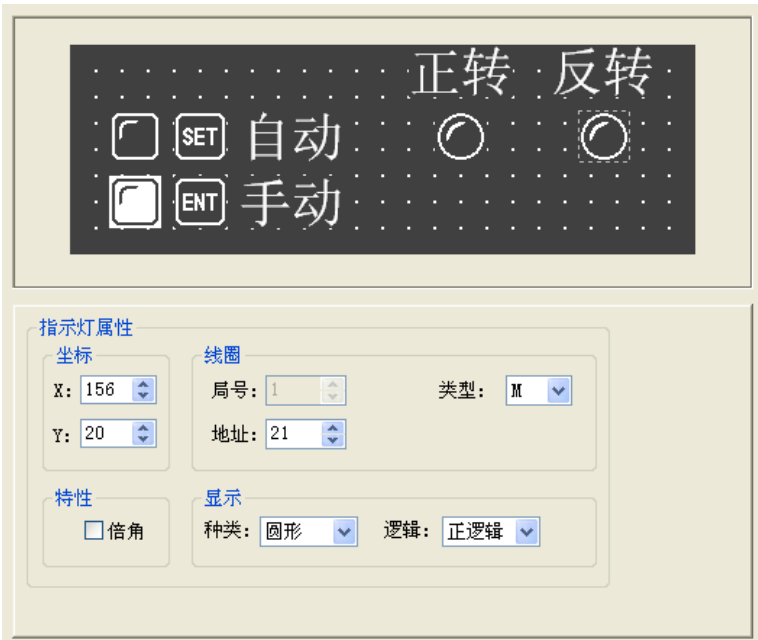 正转 反转
SET 自动
ENT 手动
指示灯属性
坐标 线圈
X: 156 局号: 1 类型: M
Y: 20 地址: 21
特性 显示
倍角 种类: 圆形 逻辑: 正逻辑